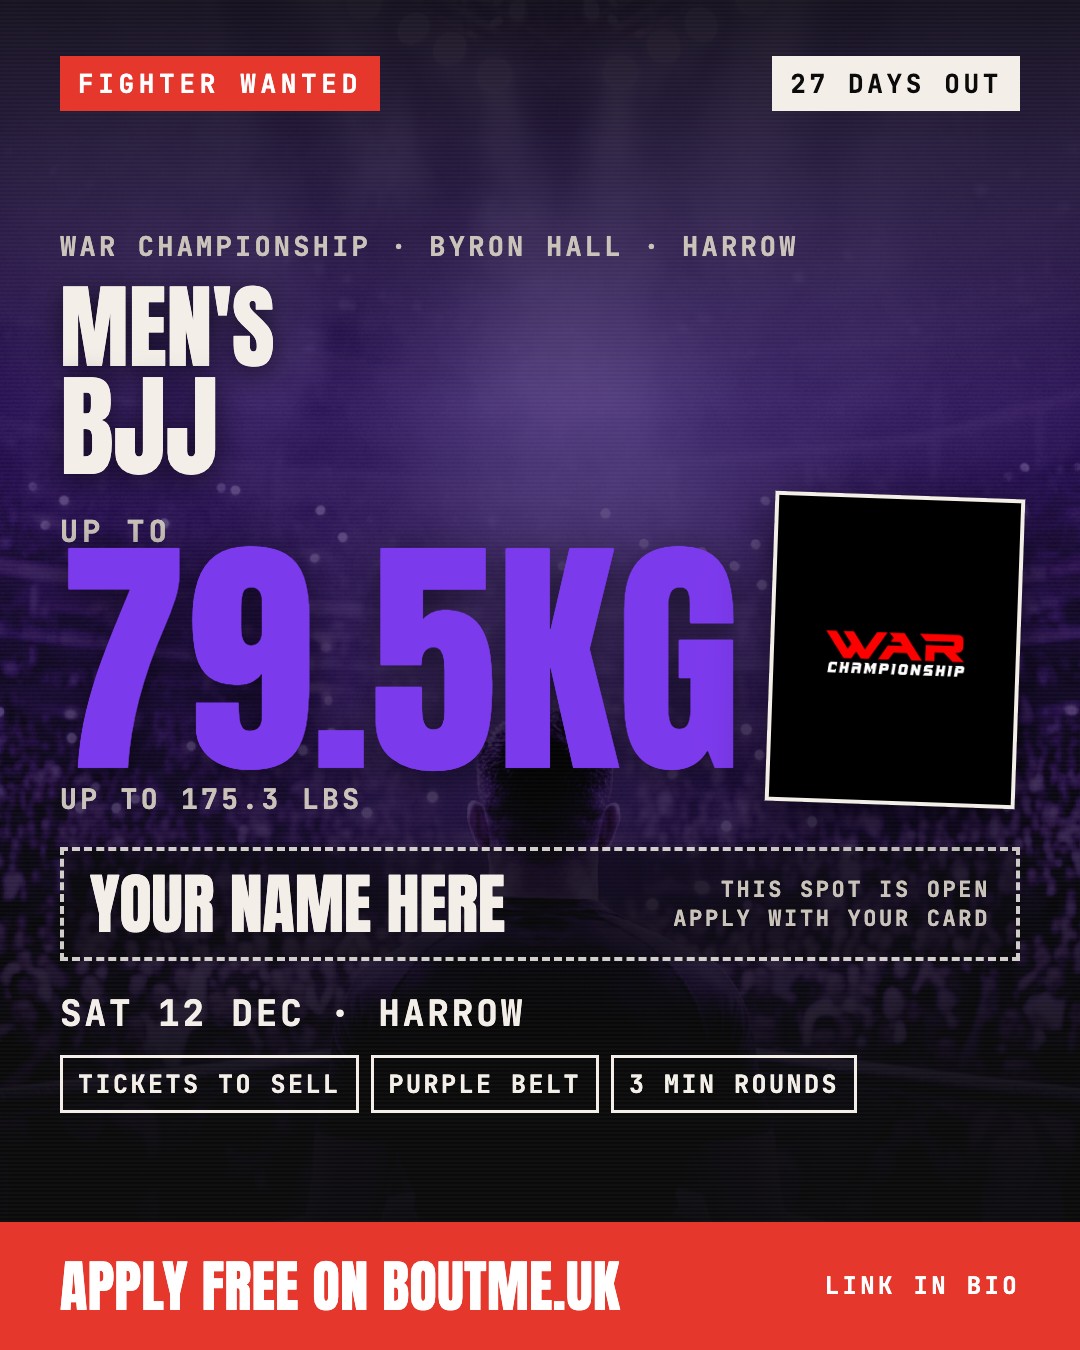 FIGHTER WANTED
27 DAYS OUT
WAR CHAMPIONSHIP · BYRON HALL · HARROW
MEN'S
BJJ
UP TO
79.5KG
WAR
CHAMPIONSHIP
UP TO 175.3 LBS
YOUR NAME HERE
THIS SPOT IS OPEN
APPLY WITH YOUR CARD
SAT 12 DEC · HARROW
TICKETS TO SELL
PURPLE BELT
3 MIN ROUNDS
APPLY FREE ON BOUTME.UK
LINK IN BIO